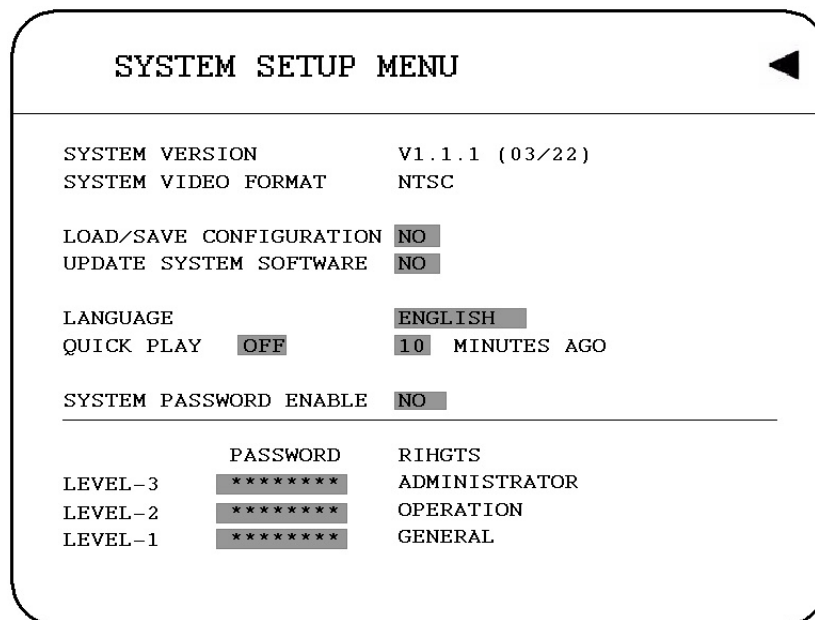 SYSTEM SETUP MENU
SYSTEM VERSION V1.1.1 (03/22)
SYSTEM VIDEO FORMAT NTSC
LOAD/SAVE CONFIGURATION NO
UPDATE SYSTEM SOFTWARE NO
LANGUAGE ENGLISH
QUICK PLAY OFF 10 MINUTES AGO
SYSTEM PASSWORD ENABLE NO
PASSWORD RIHGTS
LEVEL-3 ******** ADMINISTRATOR
LEVEL-2 ******** OPERATION
LEVEL-1 ******** GENERAL